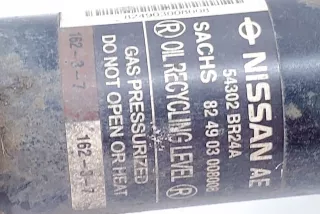 NISSAN AE
54302 BR24A
SACHS 82 49 03 008008
Ⓡ OIL RECYCLING LEVEL Ⓡ
GAS PRESSURIZED
DO NOT OPEN OR HEAT
162-3-7
162-3-7